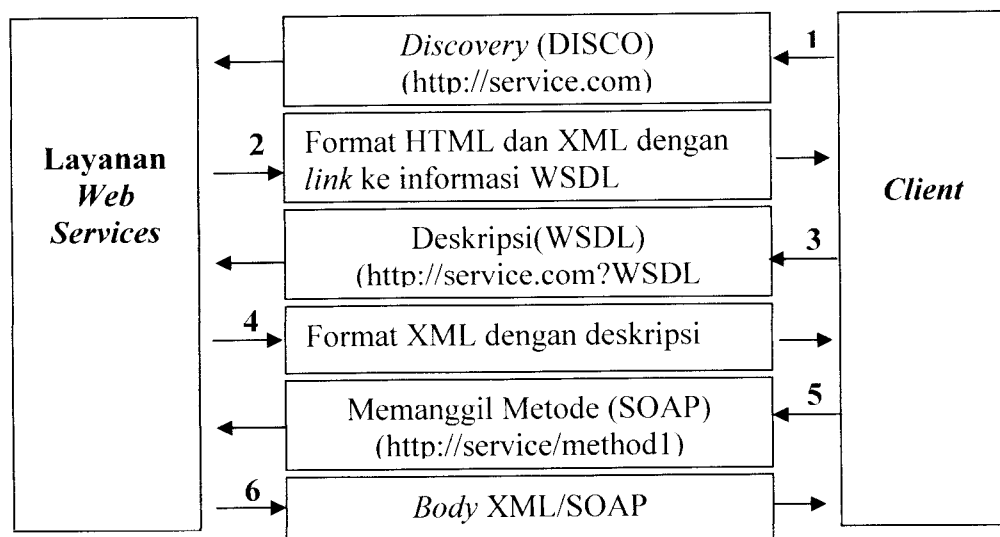 Layanan
Web
Services
1
Discovery (DISCO)
(http://service.com)
2
Format HTML dan XML dengan
link ke informasi WSDL
3
Deskripsi(WSDL)
(http://service.com?WSDL
4
Format XML dengan deskripsi
5
Memanggil Metode (SOAP)
(http://service/method1)
6
Body XML/SOAP
Client